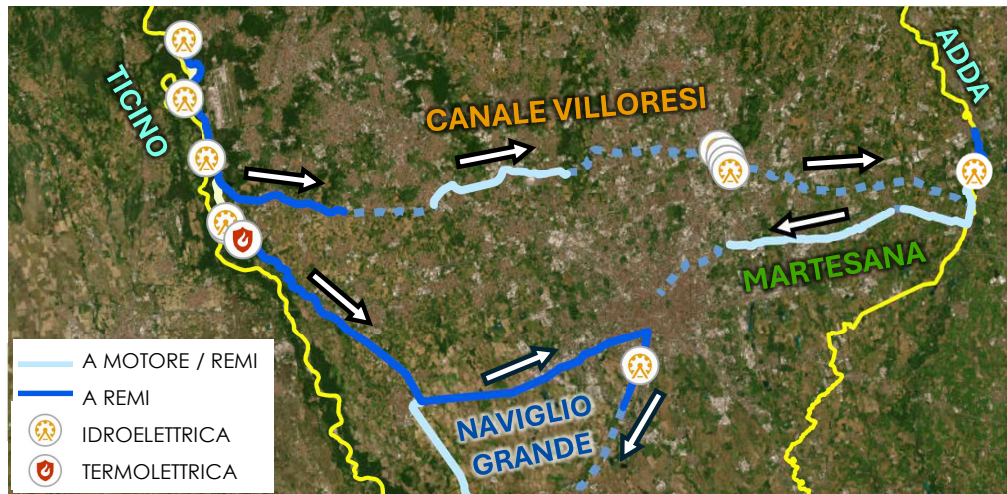 TICINO
CANALE VILLORESI
ADDA
MARTESANA
NAVIGLIO
GRANDE
A MOTORE / REMI
A REMI
IDROELETTRICA
TERMOLETTRICA